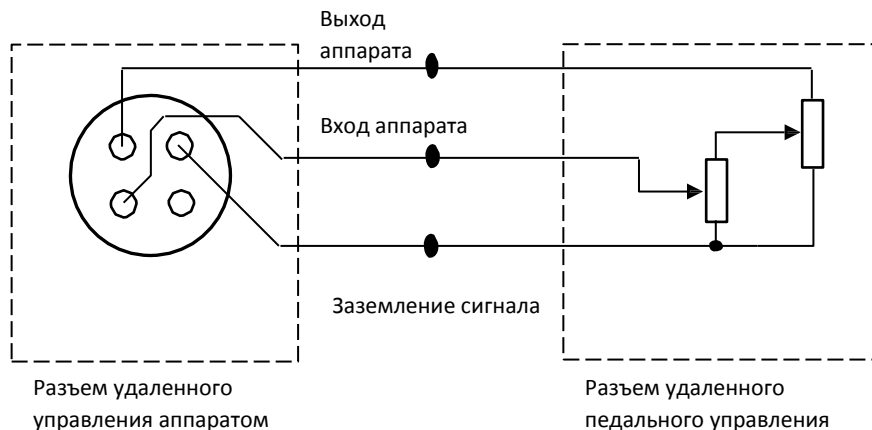 Выход
аппарата
Вход аппарата
Заземление сигнала
Разъем удаленного
управления аппаратом
Разъем удаленного
педального управления